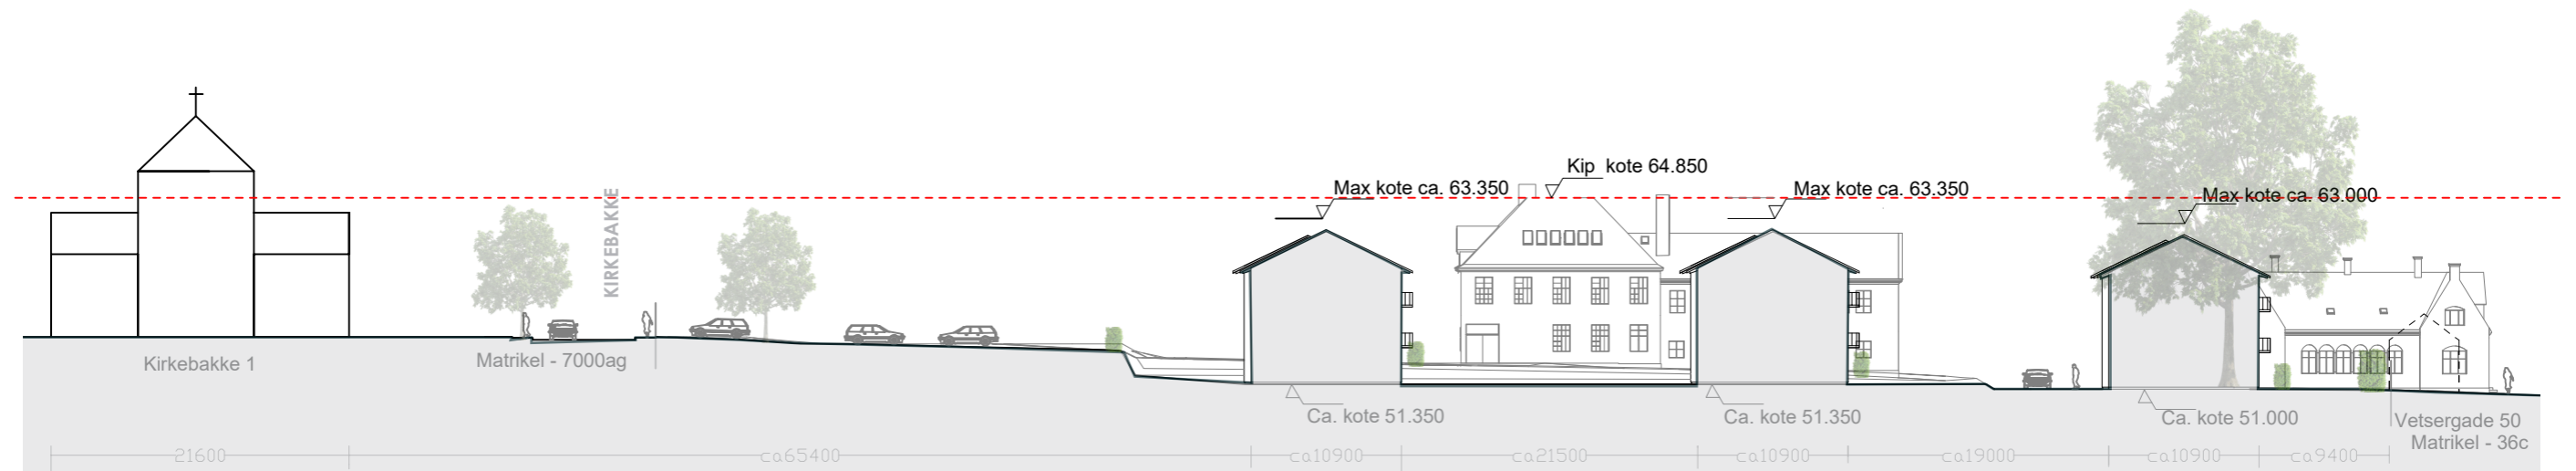 Kip kote 64.850
Max kote ca. 63.350
Max kote ca. 63.350
Max kote ca. 63.000
KIRKEBAKKE
Kirkebakke 1
Matrikel - 7000ag
Ca. kote 51.350
Ca. kote 51.350
Ca. kote 51.000
Vetsergade 50
Matrikel - 36c
21600
ca65400
ca10900
ca21500
ca10900
ca19000
ca10900
ca9400